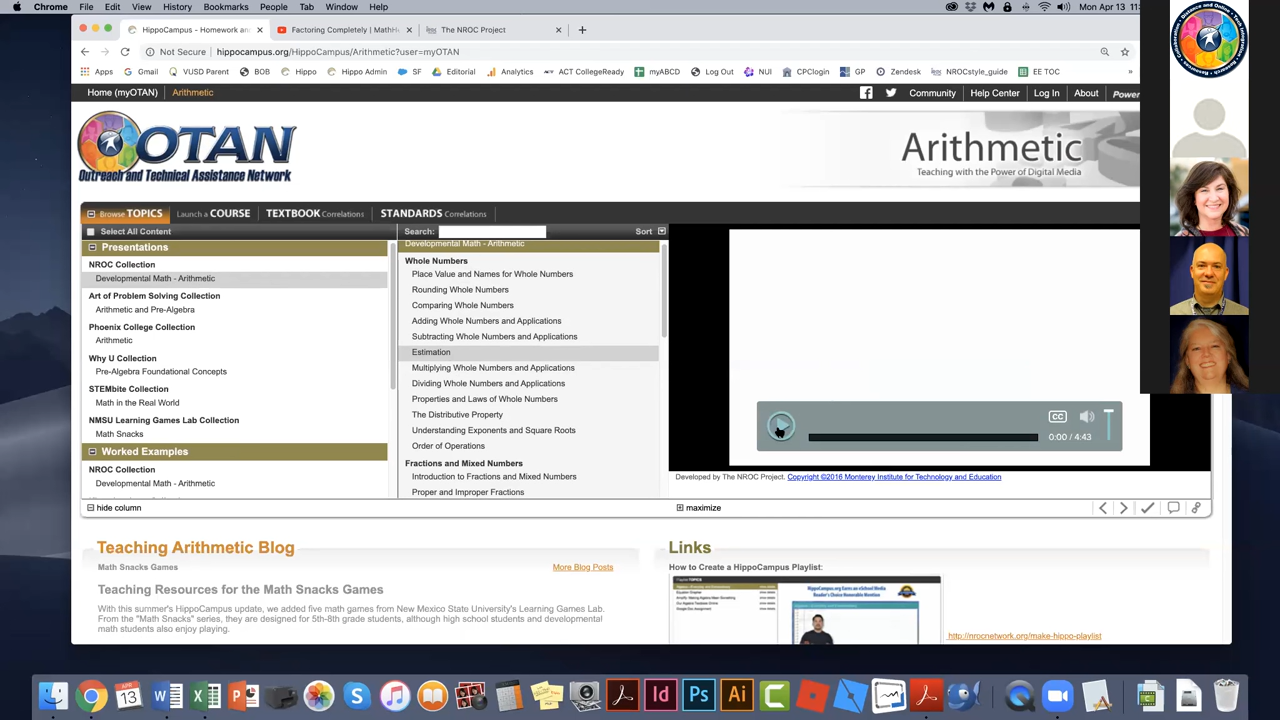 Chrome File Edit View History Bookmarks People Tab Window Help
Mon Apr 13
HippoCampus - Homework an
Factoring Completely | MathH
The NROC Project
Not Secure hippocampus.org/HippoCampus/Arithmetic?user=myOTAN
Apps Gmail VUSD Parent BOB Hippo Hippo Admin SF Editorial Analytics ACT CollegeReady myABCD Log Out NUI CPClogin GP Zendesk NROCstyle_guide EE TOC »
Home (myOTAN) Arithmetic
Community Help Center Log In About Powe
OTAN
Outreach and Technical Assistance Network
Arithmetic
Teaching with the Power of Digital Media
Browse TOPICS Launch a COURSE TEXTBOOK Correlations STANDARDS Correlations
Select All Content
Presentations
NROC Collection
Developmental Math - Arithmetic
Art of Problem Solving Collection
Arithmetic and Pre-Algebra
Phoenix College Collection
Arithmetic
Why U Collection
Pre-Algebra Foundational Concepts
STEMbite Collection
Math in the Real World
NMSU Learning Games Lab Collection
Math Snacks
Worked Examples
NROC Collection
Developmental Math - Arithmetic
Search: Sort
Developmental Math - Arithmetic
Whole Numbers
Place Value and Names for Whole Numbers
Rounding Whole Numbers
Comparing Whole Numbers
Adding Whole Numbers and Applications
Subtracting Whole Numbers and Applications
Estimation
Multiplying Whole Numbers and Applications
Dividing Whole Numbers and Applications
Properties and Laws of Whole Numbers
The Distributive Property
Understanding Exponents and Square Roots
Order of Operations
Fractions and Mixed Numbers
Introduction to Fractions and Mixed Numbers
Proper and Improper Fractions
CC
0:00 / 4:43
Developed by The NROC Project. Copyright ©2016 Monterey Institute for Technology and Education
hide column
maximize
Teaching Arithmetic Blog
Math Snacks Games
More Blog Posts
Teaching Resources for the Math Snacks Games
With the summer's HippoCampus update, we added five math games from New Mexico State University's Learning Games Lab.
From the "Math Snacks" series, they are designed for 5th-8th grade students, although high school students and developmental
math students also enjoy playing.
Links
How to Create a HippoCampus Playlist:
http://nrocnetwork.org/make-hippo-playlist